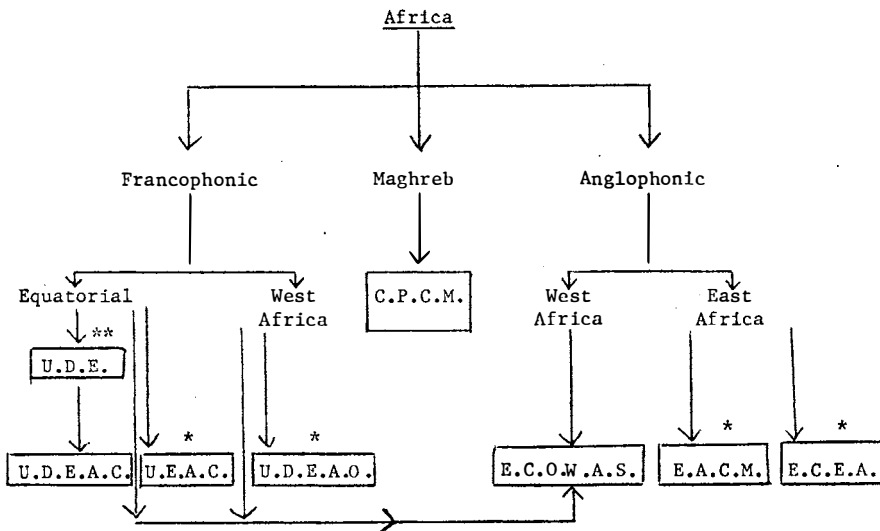 Africa
Francophonic
Maghreb
Anglophonic
Equatorial
West
Africa
C.P.C.M.
West
Africa
East
Africa
**
U.D.E.
*
*
*
*
U.D.E.A.C.
U.E.A.C.
U.D.E.A.O.
E.C.O.W.A.S.
E.A.C.M.
E.C.E.A.